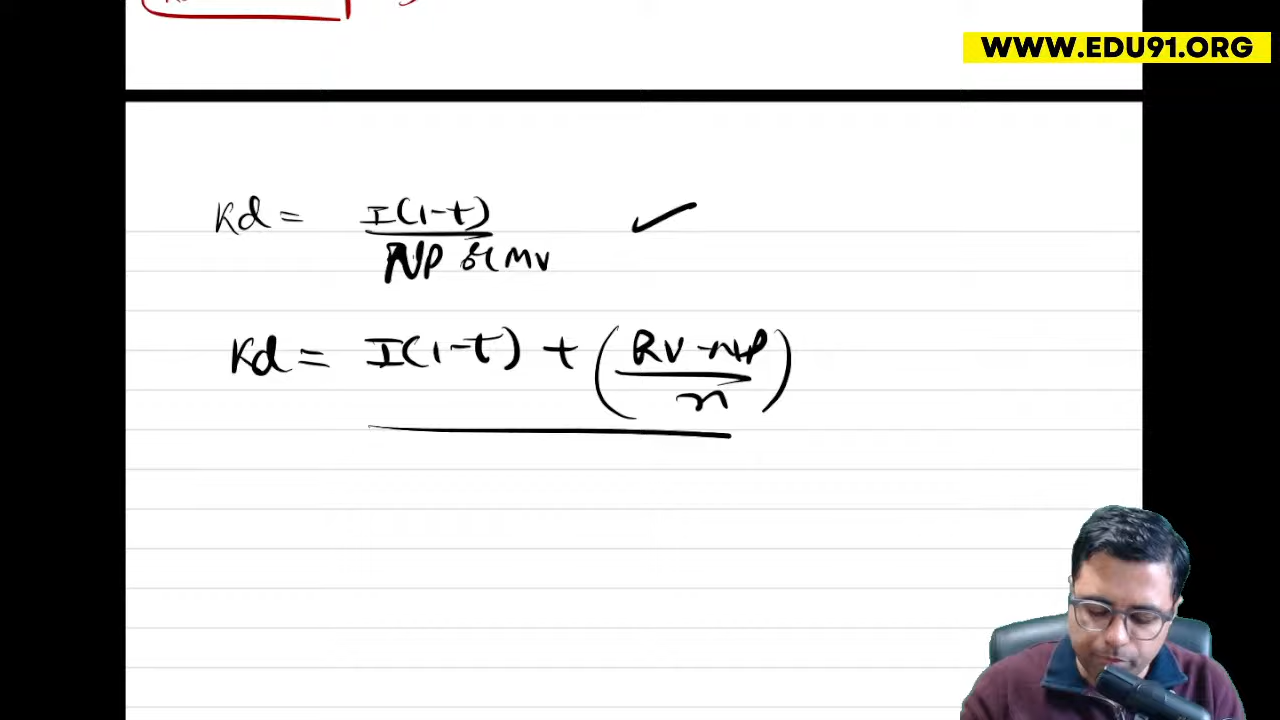 WWW.EDU91.ORG
Kd = I(1-t)
NP or MV
Kd = I(1-t) + (RV-NP
n)